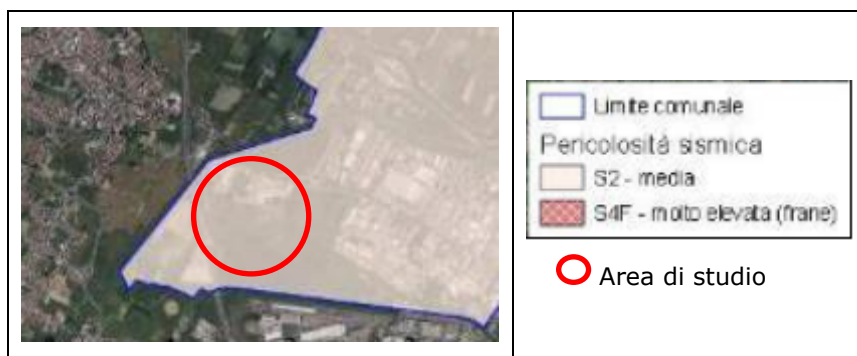 Limite comunale
Pericolosità sismica
S2 - media
S4F - molto elevata (frane)
Area di studio